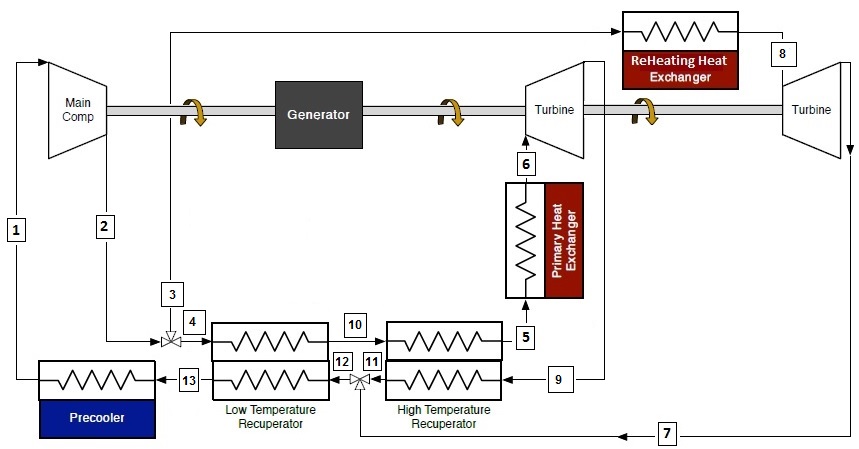 ReHeating Heat
Exchanger
8
Main
Comp
Generator
Turbine
Turbine
6
Primary Heat
Exchanger
1
2
3
4
10
5
12
11
13
9
Low Temperature
Recuperator
High Temperature
Recuperator
Precooler
7